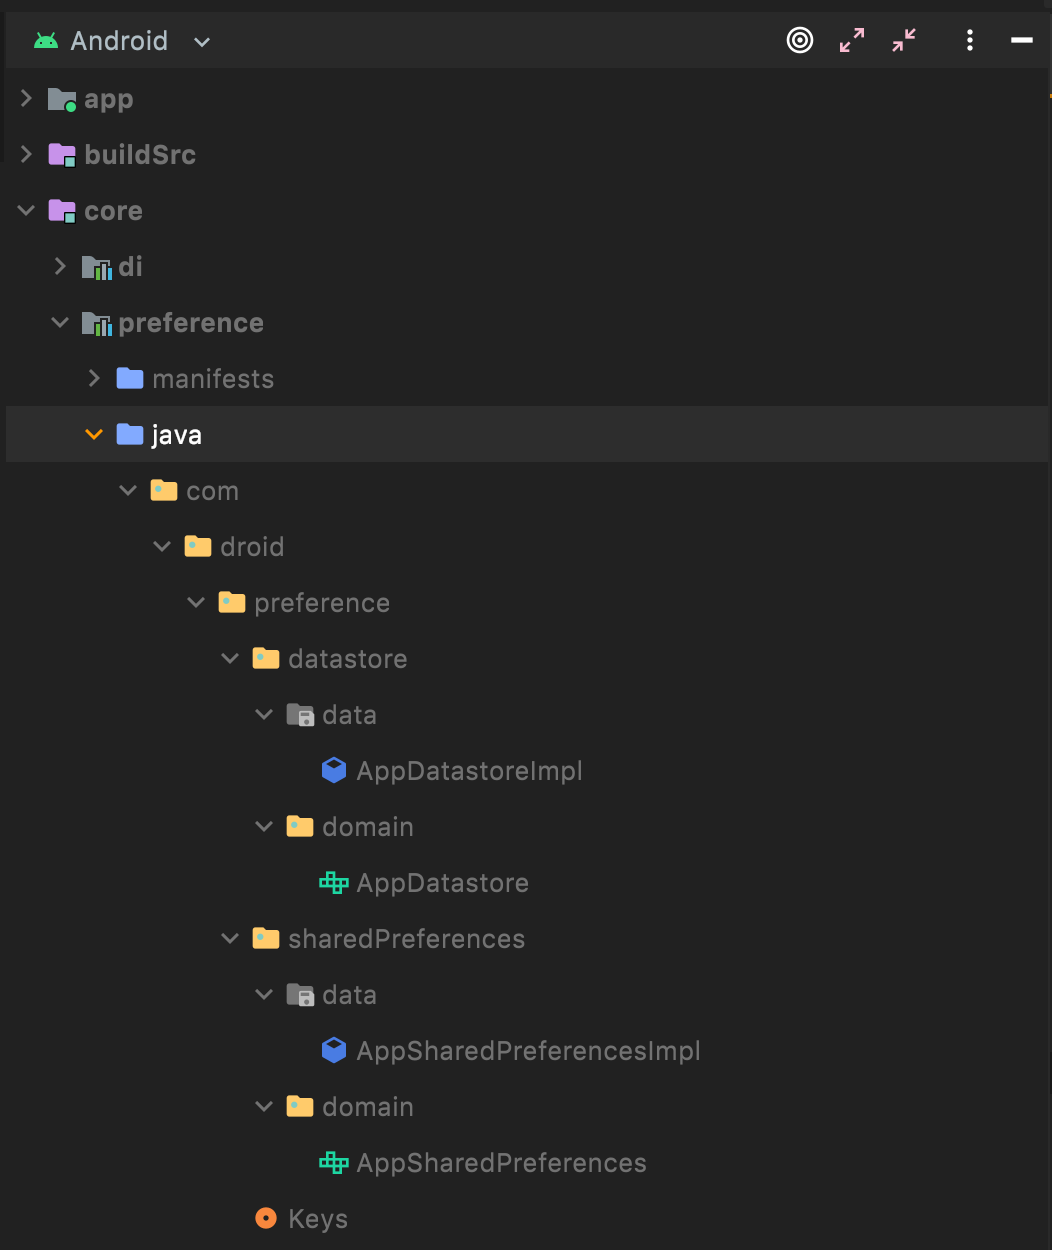 Android
app
buildSrc
core
di
preference
manifests
java
com
droid
preference
datastore
data
AppDatastoreImpl
domain
AppDatastore
sharedPreferences
data
AppSharedPreferencesImpl
domain
AppSharedPreferences
Keys